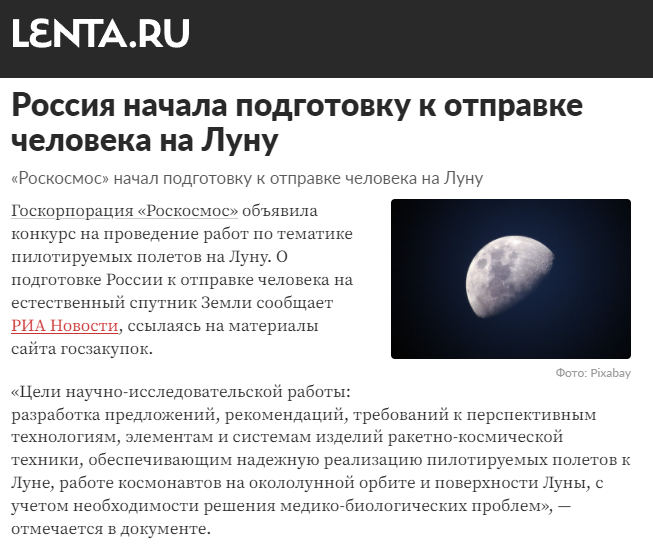 LENTA.RU
Россия начала подготовку к отправке
человека на Луну
«Роскосмос» начал подготовку к отправке человека на Луну
Госкорпорация «Роскосмос» объявила
конкурс на проведение работ по тематике
пилотируемых полетов на Луну. О
подготовке России к отправке человека на
естественный спутник Земли сообщает
РИА Новости, ссылаясь на материалы
сайта госзакупок.
Фото: Pixabay
«Цели научно-исследовательской работы:
разработка предложений, рекомендаций, требований к перспективным
технологиям, элементам и системам изделий ракетно-космической
техники, обеспечивающим надежную реализацию пилотируемых полетов к
Луне, работе космонавтов на окололунной орбите и поверхности Луны, с
учетом необходимости решения медико-биологических проблем», —
отмечается в документе.